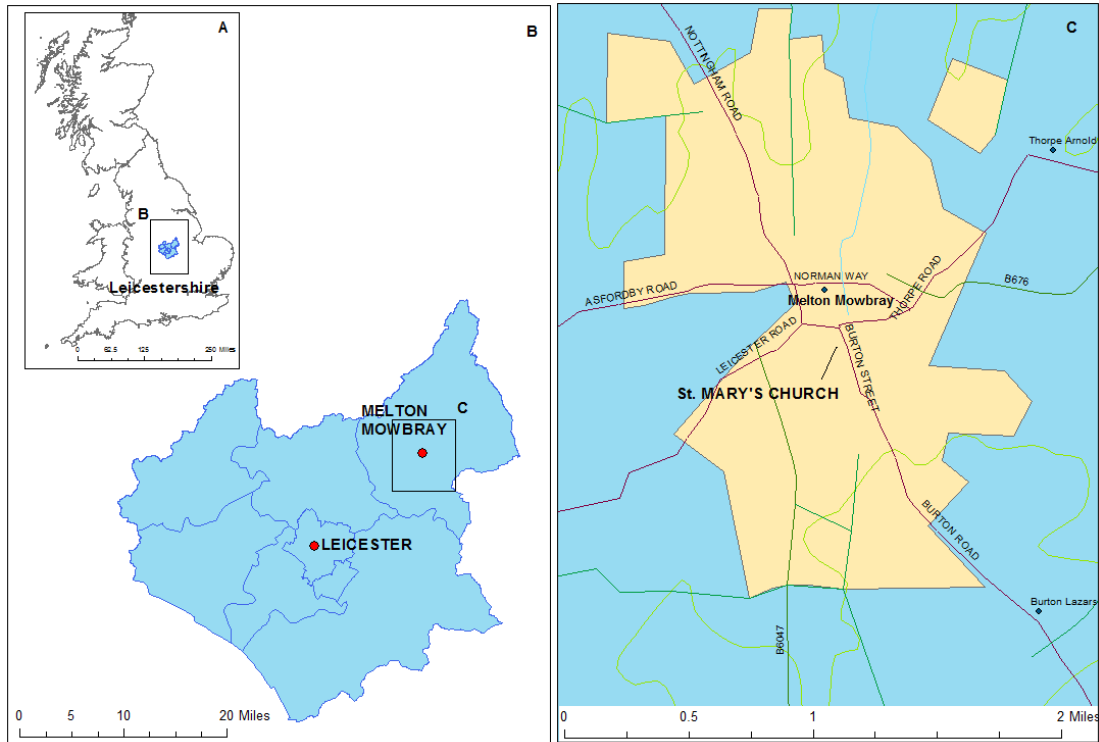 A
B
Leicestershire
0 62.5 125 250 Miles
B
MELTON
MOWBRAY
C
LEICESTER
0 5 10 20 Miles
C
NOTTINGHAM ROAD
Thorpe Arnold
ASFORDBY ROAD
NORMAN WAY
Melton Mowbray
THORPE ROAD
B676
LEICESTER ROAD
BURTON STREET
St. MARY'S CHURCH
BURTON ROAD
Burton Lazars
B6047
0 0.5 1 2 Miles